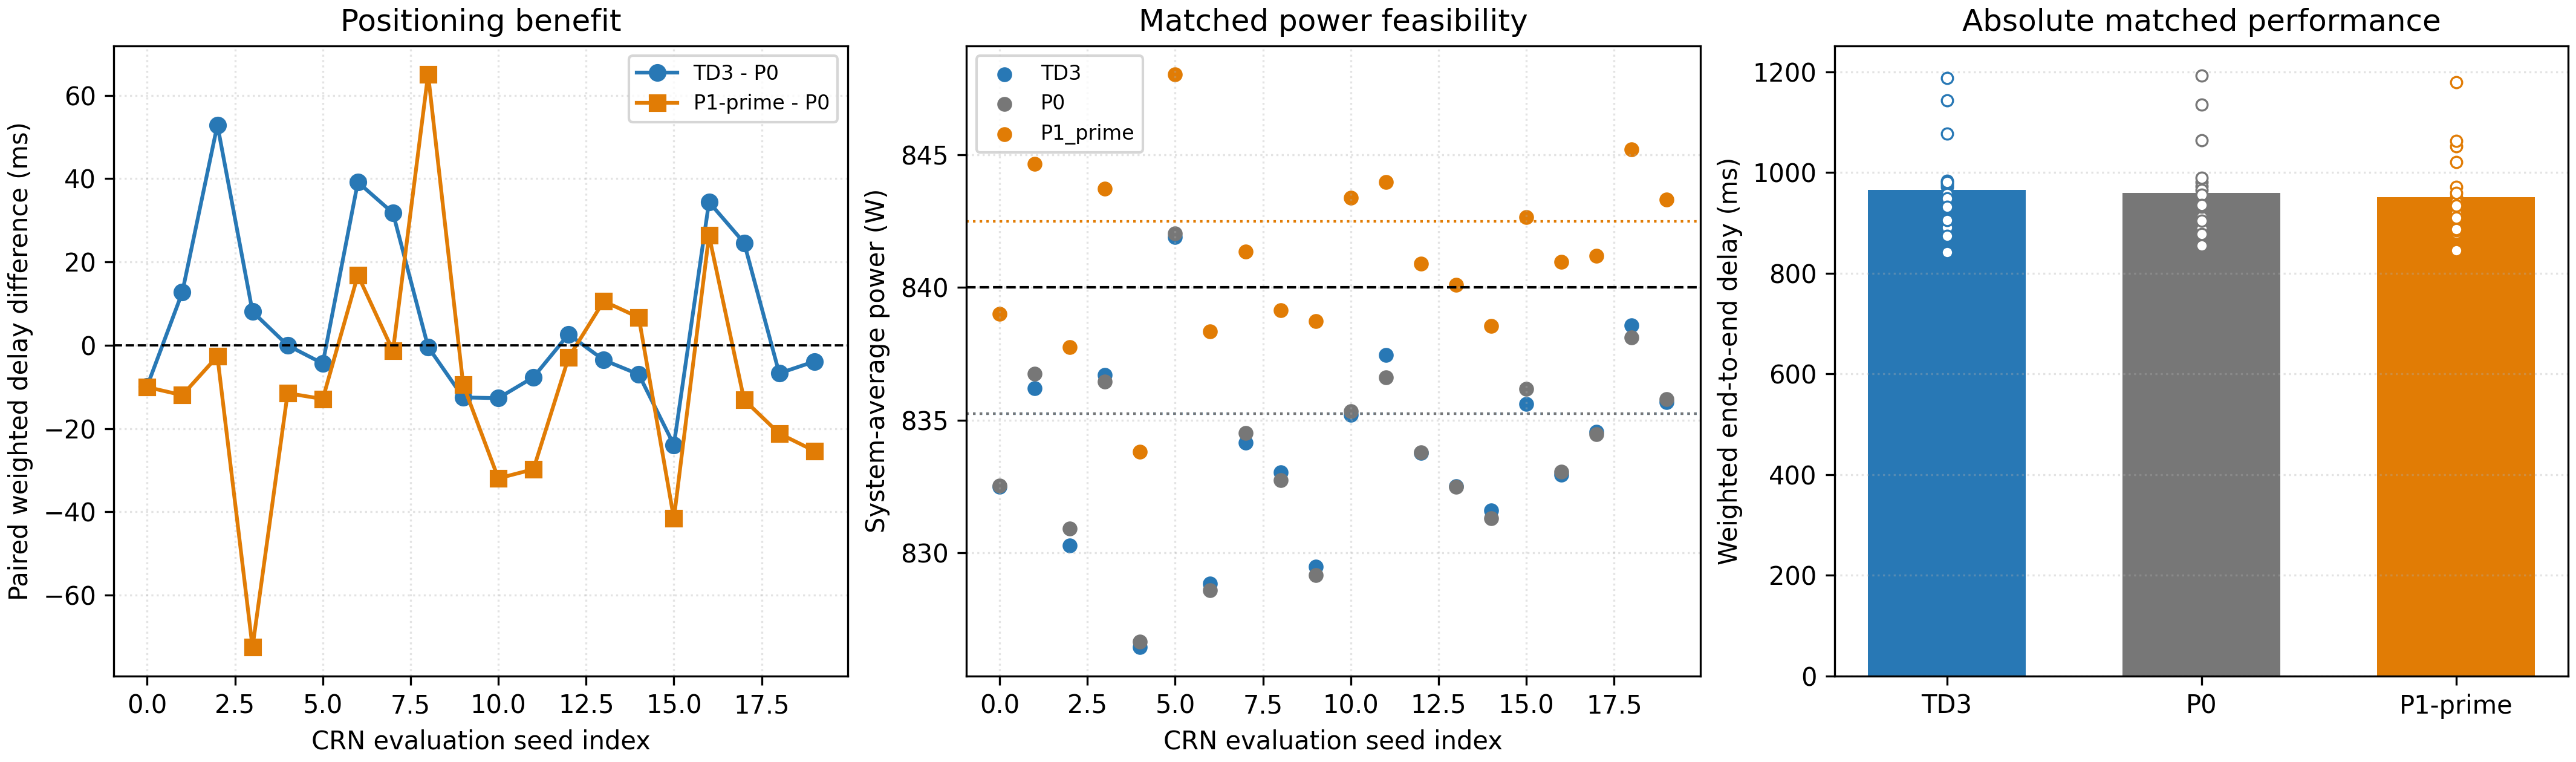 Positioning benefit
Paired weighted delay difference (ms)
60
40
20
0
−20
−40
−60
TD3 - P0
P1-prime - P0
0.0 2.5 5.0 7.5 10.0 12.5 15.0 17.5
CRN evaluation seed index
Matched power feasibility
System-average power (W)
845
840
835
830
TD3
P0
P1_prime
0.0 2.5 5.0 7.5 10.0 12.5 15.0 17.5
CRN evaluation seed index
Absolute matched performance
Weighted end-to-end delay (ms)
1200
1000
800
600
400
200
0
TD3 P0 P1-prime